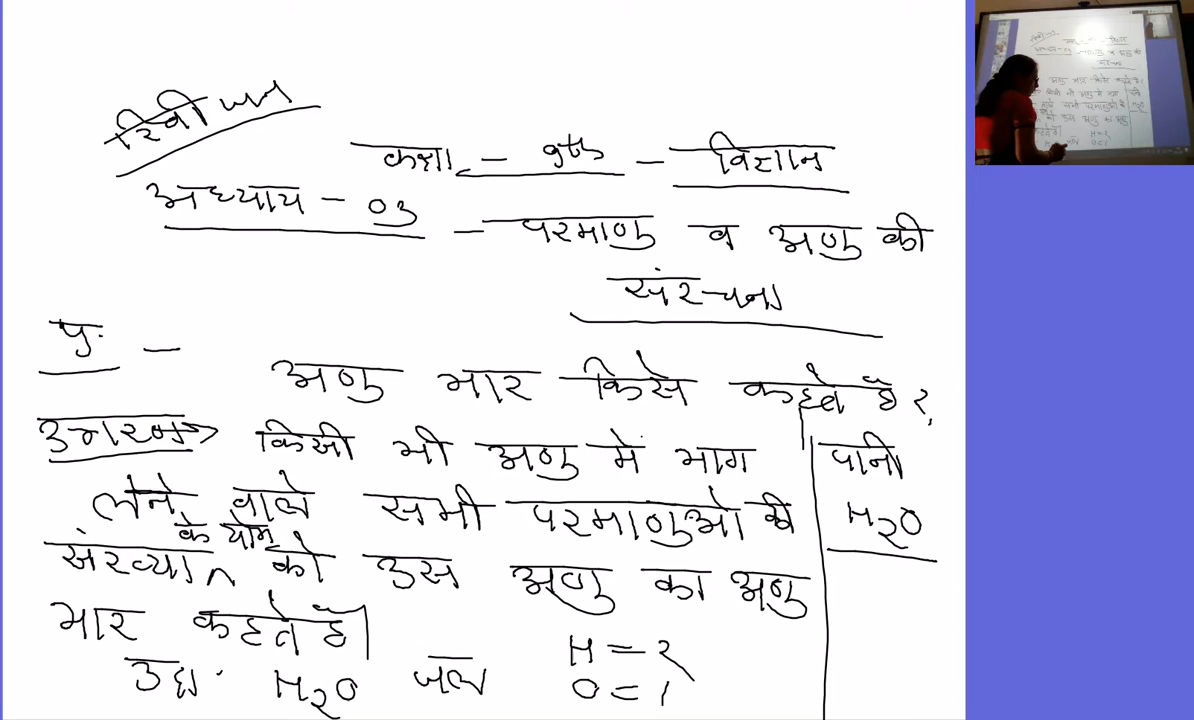 रिवीजन
कक्षा - 9th - विज्ञान
अध्याय - 03 - परमाणु व अणु की
संरचना
प्र: - अणु भार किसे कहते हैं ?
उत्तर → किसी भी अणु में भाग
लेने वाले सभी परमाणुओ की
संख्या के योग को उस अणु का अणु
भार कहते हैं।
उदा. H2O जल
H = २
O = 1
पानी
H2O